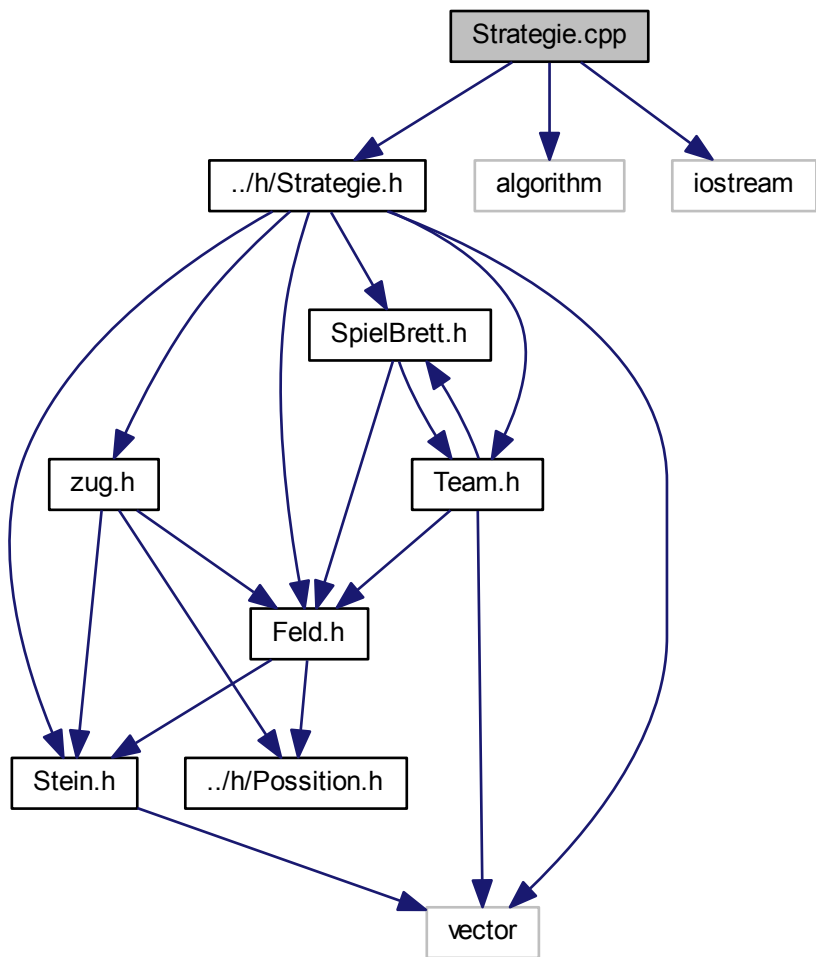 Strategie.cpp
../h/Strategie.h
algorithm
iostream
SpielBrett.h
zug.h
Team.h
Feld.h
Stein.h
../h/Possition.h
vector